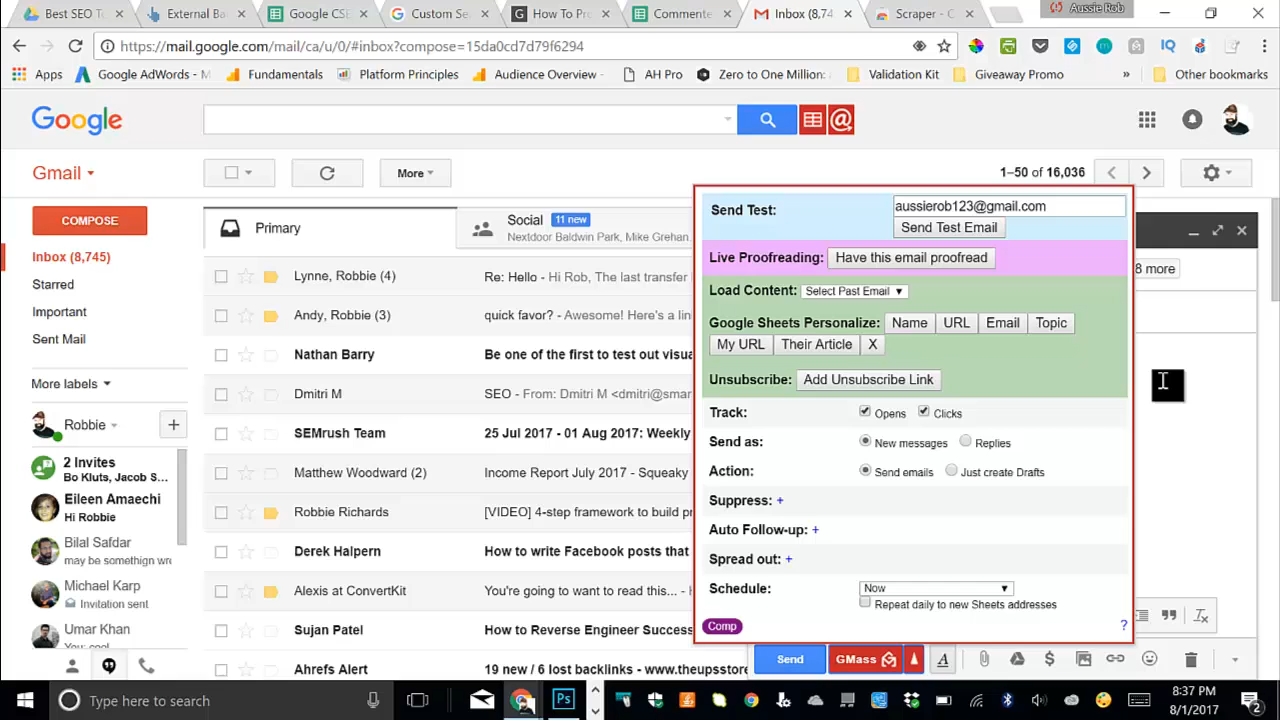 Best SEO T
External Ba
Google CSE
Custom Se
How To Pro
Commente
Inbox (8,74
Scraper - C
Aussie Rob
https://mail.google.com/mail/ca/u/0/#inbox?compose=15da0cd7d79f6294
Apps
Google AdWords - M
Fundamentals
Platform Principles
Audience Overview -
AH Pro
Zero to One Million:
Validation Kit
Giveaway Promo
»
Other bookmarks
Google
Gmail
More
1–50 of 16,036
COMPOSE
Primary
Social 11 new
Nextdoor Baldwin Park, Mike Grehan,
Inbox (8,745)
Starred
Important
Sent Mail
More labels
Robbie
2 Invites
Bo Kluts, Jacob S...
Eileen Amaechi
Hi Robbie
Bilal Safdar
may be somethign wro
Michael Karp
Invitation sent
Umar Khan
You: cool
Lynne, Robbie (4) Re: Hello - Hi Rob, The last transfer
Andy, Robbie (3) quick favor? - Awesome! Here's a lin
Nathan Barry Be one of the first to test out visua
Dmitri M SEO - From: Dmitri M <dmitri@smar
SEMrush Team 25 Jul 2017 - 01 Aug 2017: Weekly
Matthew Woodward (2) Income Report July 2017 - Squeaky
Robbie Richards [VIDEO] 4-step framework to build pr
Derek Halpern How to write Facebook posts that
Alexis at ConvertKit You're going to want to read this... -
Sujan Patel How to Reverse Engineer Success
Ahrefs Alert 19 new / 6 lost backlinks - www.theupsstore
8 more
Send Test: aussierob123@gmail.com
Send Test Email
Live Proofreading: Have this email proofread
Load Content: Select Past Email
Google Sheets Personalize: Name URL Email Topic
My URL Their Article X
Unsubscribe: Add Unsubscribe Link
Track: Opens Clicks
Send as: New messages Replies
Action: Send emails Just create Drafts
Suppress: +
Auto Follow-up: +
Spread out: +
Schedule: Now
Repeat daily to new Sheets addresses
Comp ?
Send GMass
Type here to search
8:37 PM
8/1/2017
2